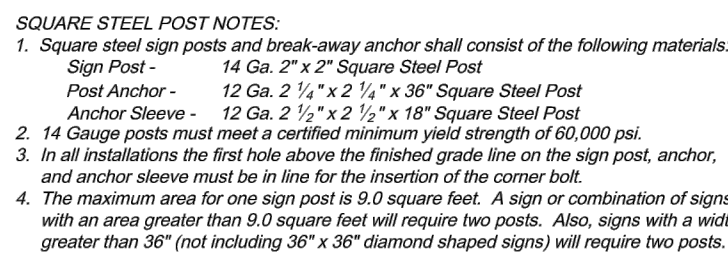 SQUARE STEEL POST NOTES:
1. Square steel sign posts and break-away anchor shall consist of the following materials:
Sign Post - 14 Ga. 2" x 2" Square Steel Post
Post Anchor - 12 Ga. 2 1/4" x 2 1/4" x 36" Square Steel Post
Anchor Sleeve - 12 Ga. 2 1/2" x 2 1/2" x 18" Square Steel Post
2. 14 Gauge posts must meet a certified minimum yield strength of 60,000 psi.
3. In all installations the first hole above the finished grade line on the sign post, anchor,
and anchor sleeve must be in line for the insertion of the corner bolt.
4. The maximum area for one sign post is 9.0 square feet. A sign or combination of signs
with an area greater than 9.0 square feet will require two posts. Also, signs with a widt
greater than 36" (not including 36" x 36" diamond shaped signs) will require two posts.